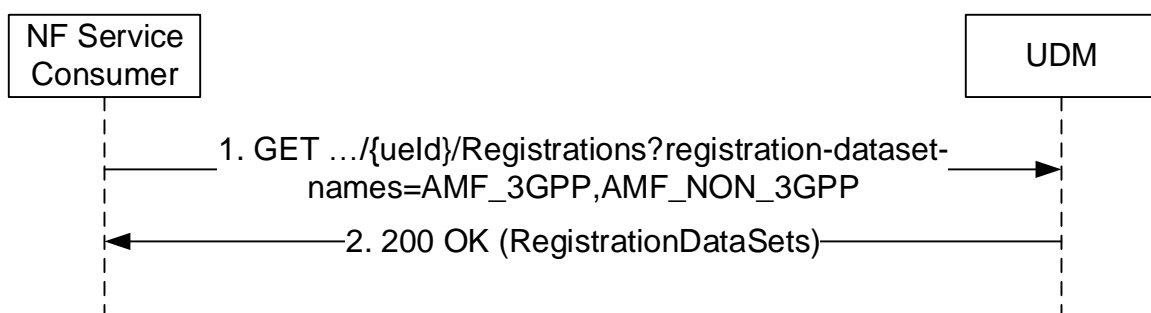 NF Service
Consumer
UDM
1. GET …/{ueId}/Registrations?registration-dataset-
names=AMF_3GPP,AMF_NON_3GPP
2. 200 OK (RegistrationDataSets)